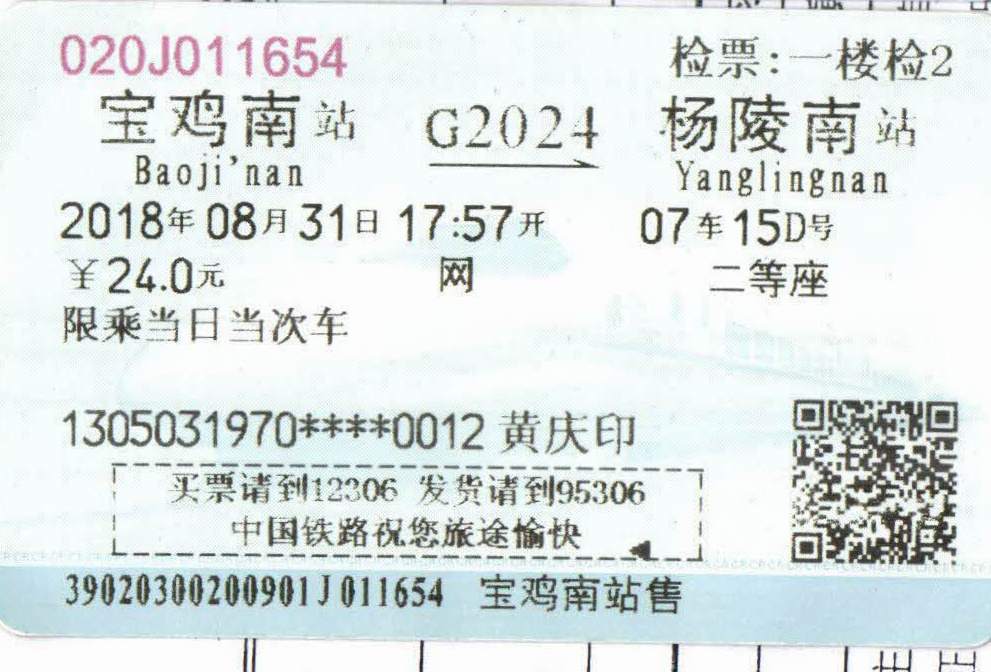 020J011654 检票:一楼检2
宝鸡南站 G2024 杨陵南站
Baoji'nan Yanglingnan
2018年08月31日17:57开 07车15D号
￥24.0元 网 二等座
限乘当日当次车
1305031970****0012 黄庆印
买票请到12306 发货请到95306
中国铁路祝您旅途愉快
39020300200901J011654 宝鸡南站售